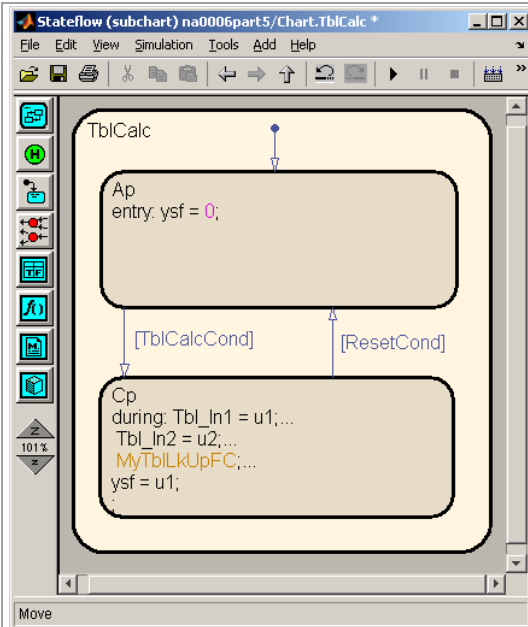 Stateflow (subchart) na0006part5/Chart.TblCalc *
File Edit View Simulation Tools Add Help
TblCalc
Ap
entry: ysf = 0;
[TblCalcCond]
[ResetCond]
Cp
during: Tbl_In1 = u1;...
Tbl_In2 = u2;...
MyTblLkUpFC;...
ysf = u1;
;
H
TF
f()
M
Z
101%
z
Move